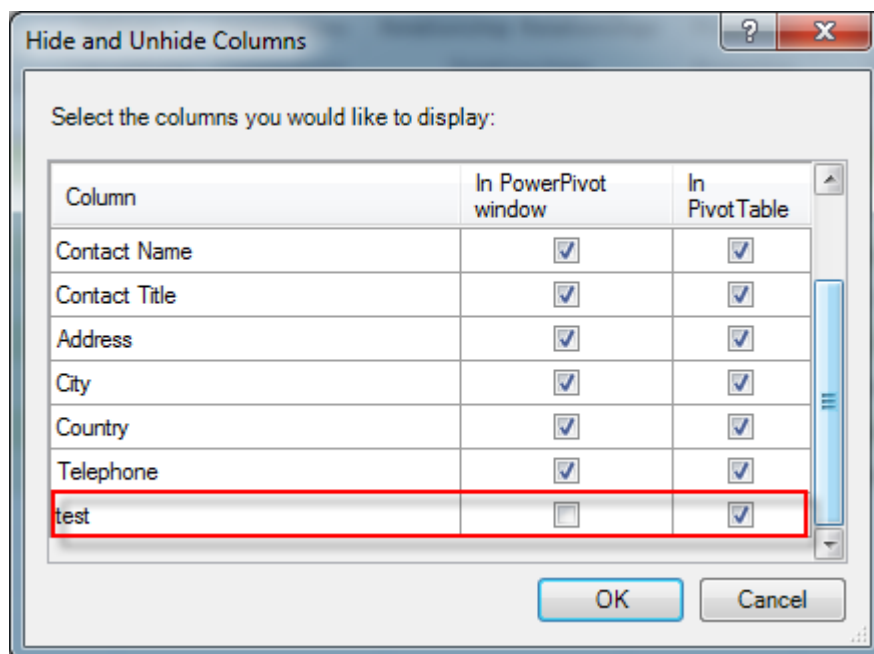 Hide and Unhide Columns
Select the columns you would like to display:
Column
In PowerPivot
window
In
PivotTable
Contact Name
Contact Title
Address
City
Country
Telephone
test
OK
Cancel